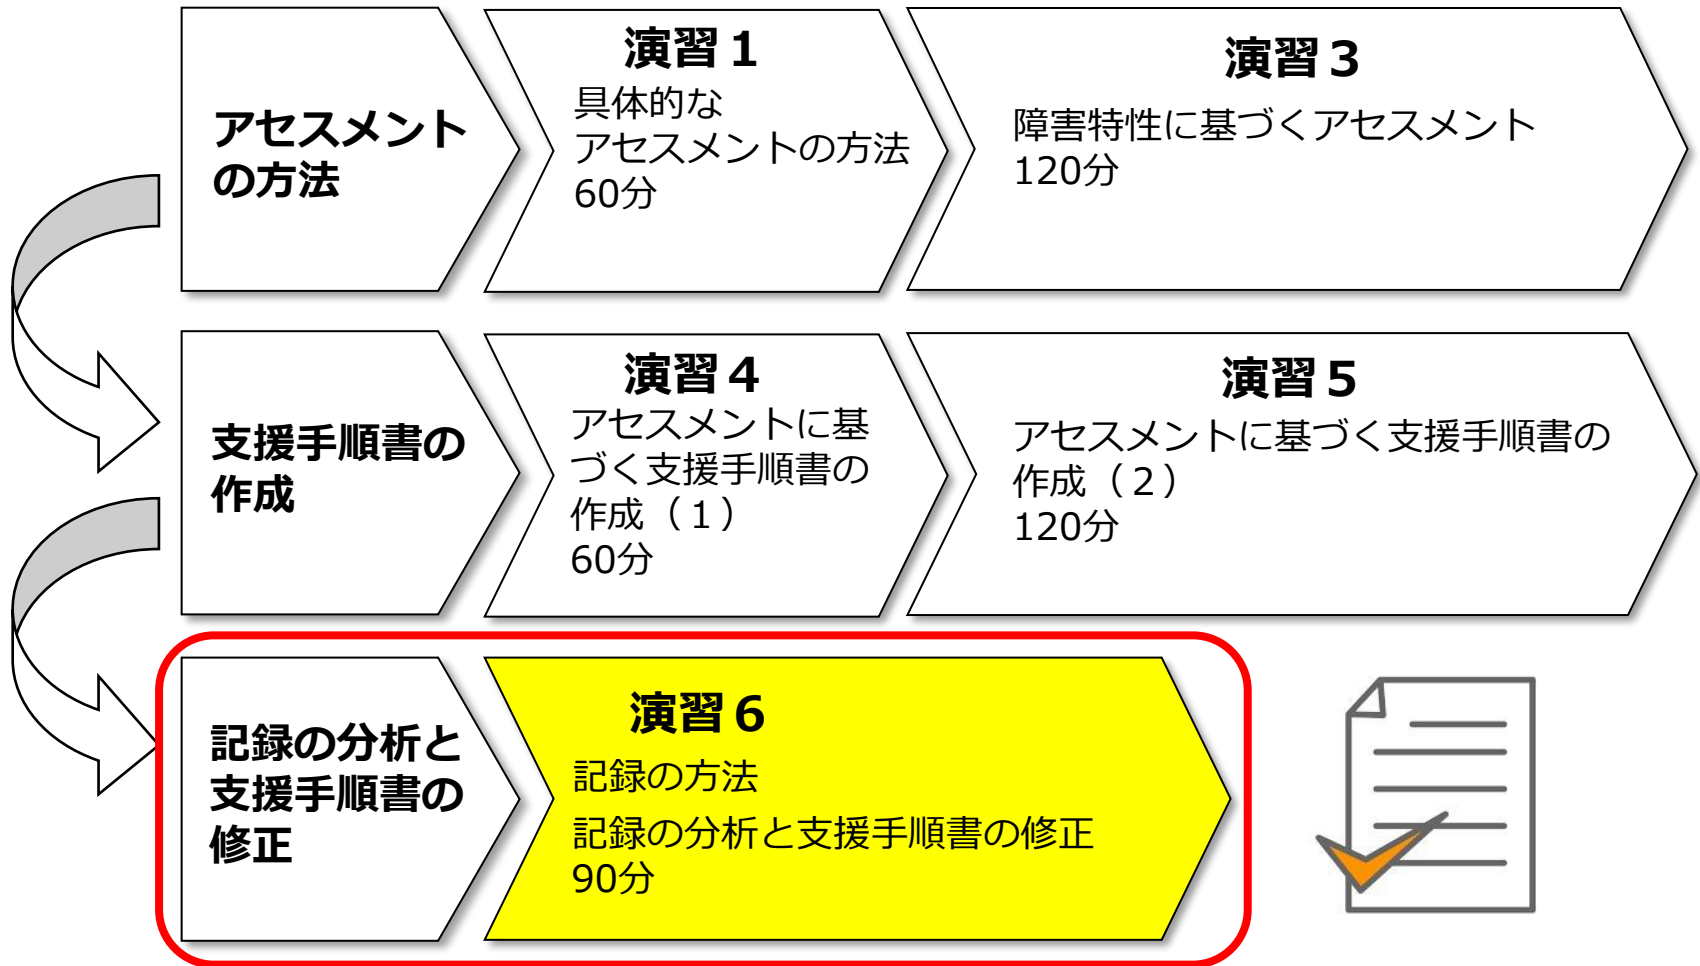 アセスメント
の方法
演習１
具体的な
アセスメントの方法
60分
演習３
障害特性に基づくアセスメント
120分
支援手順書の
作成
演習４
アセスメントに基
づく支援手順書の
作成（１）
60分
演習５
アセスメントに基づく支援手順書の
作成（２）
120分
記録の分析と
支援手順書の
修正
演習６
記録の方法
記録の分析と支援手順書の修正
90分